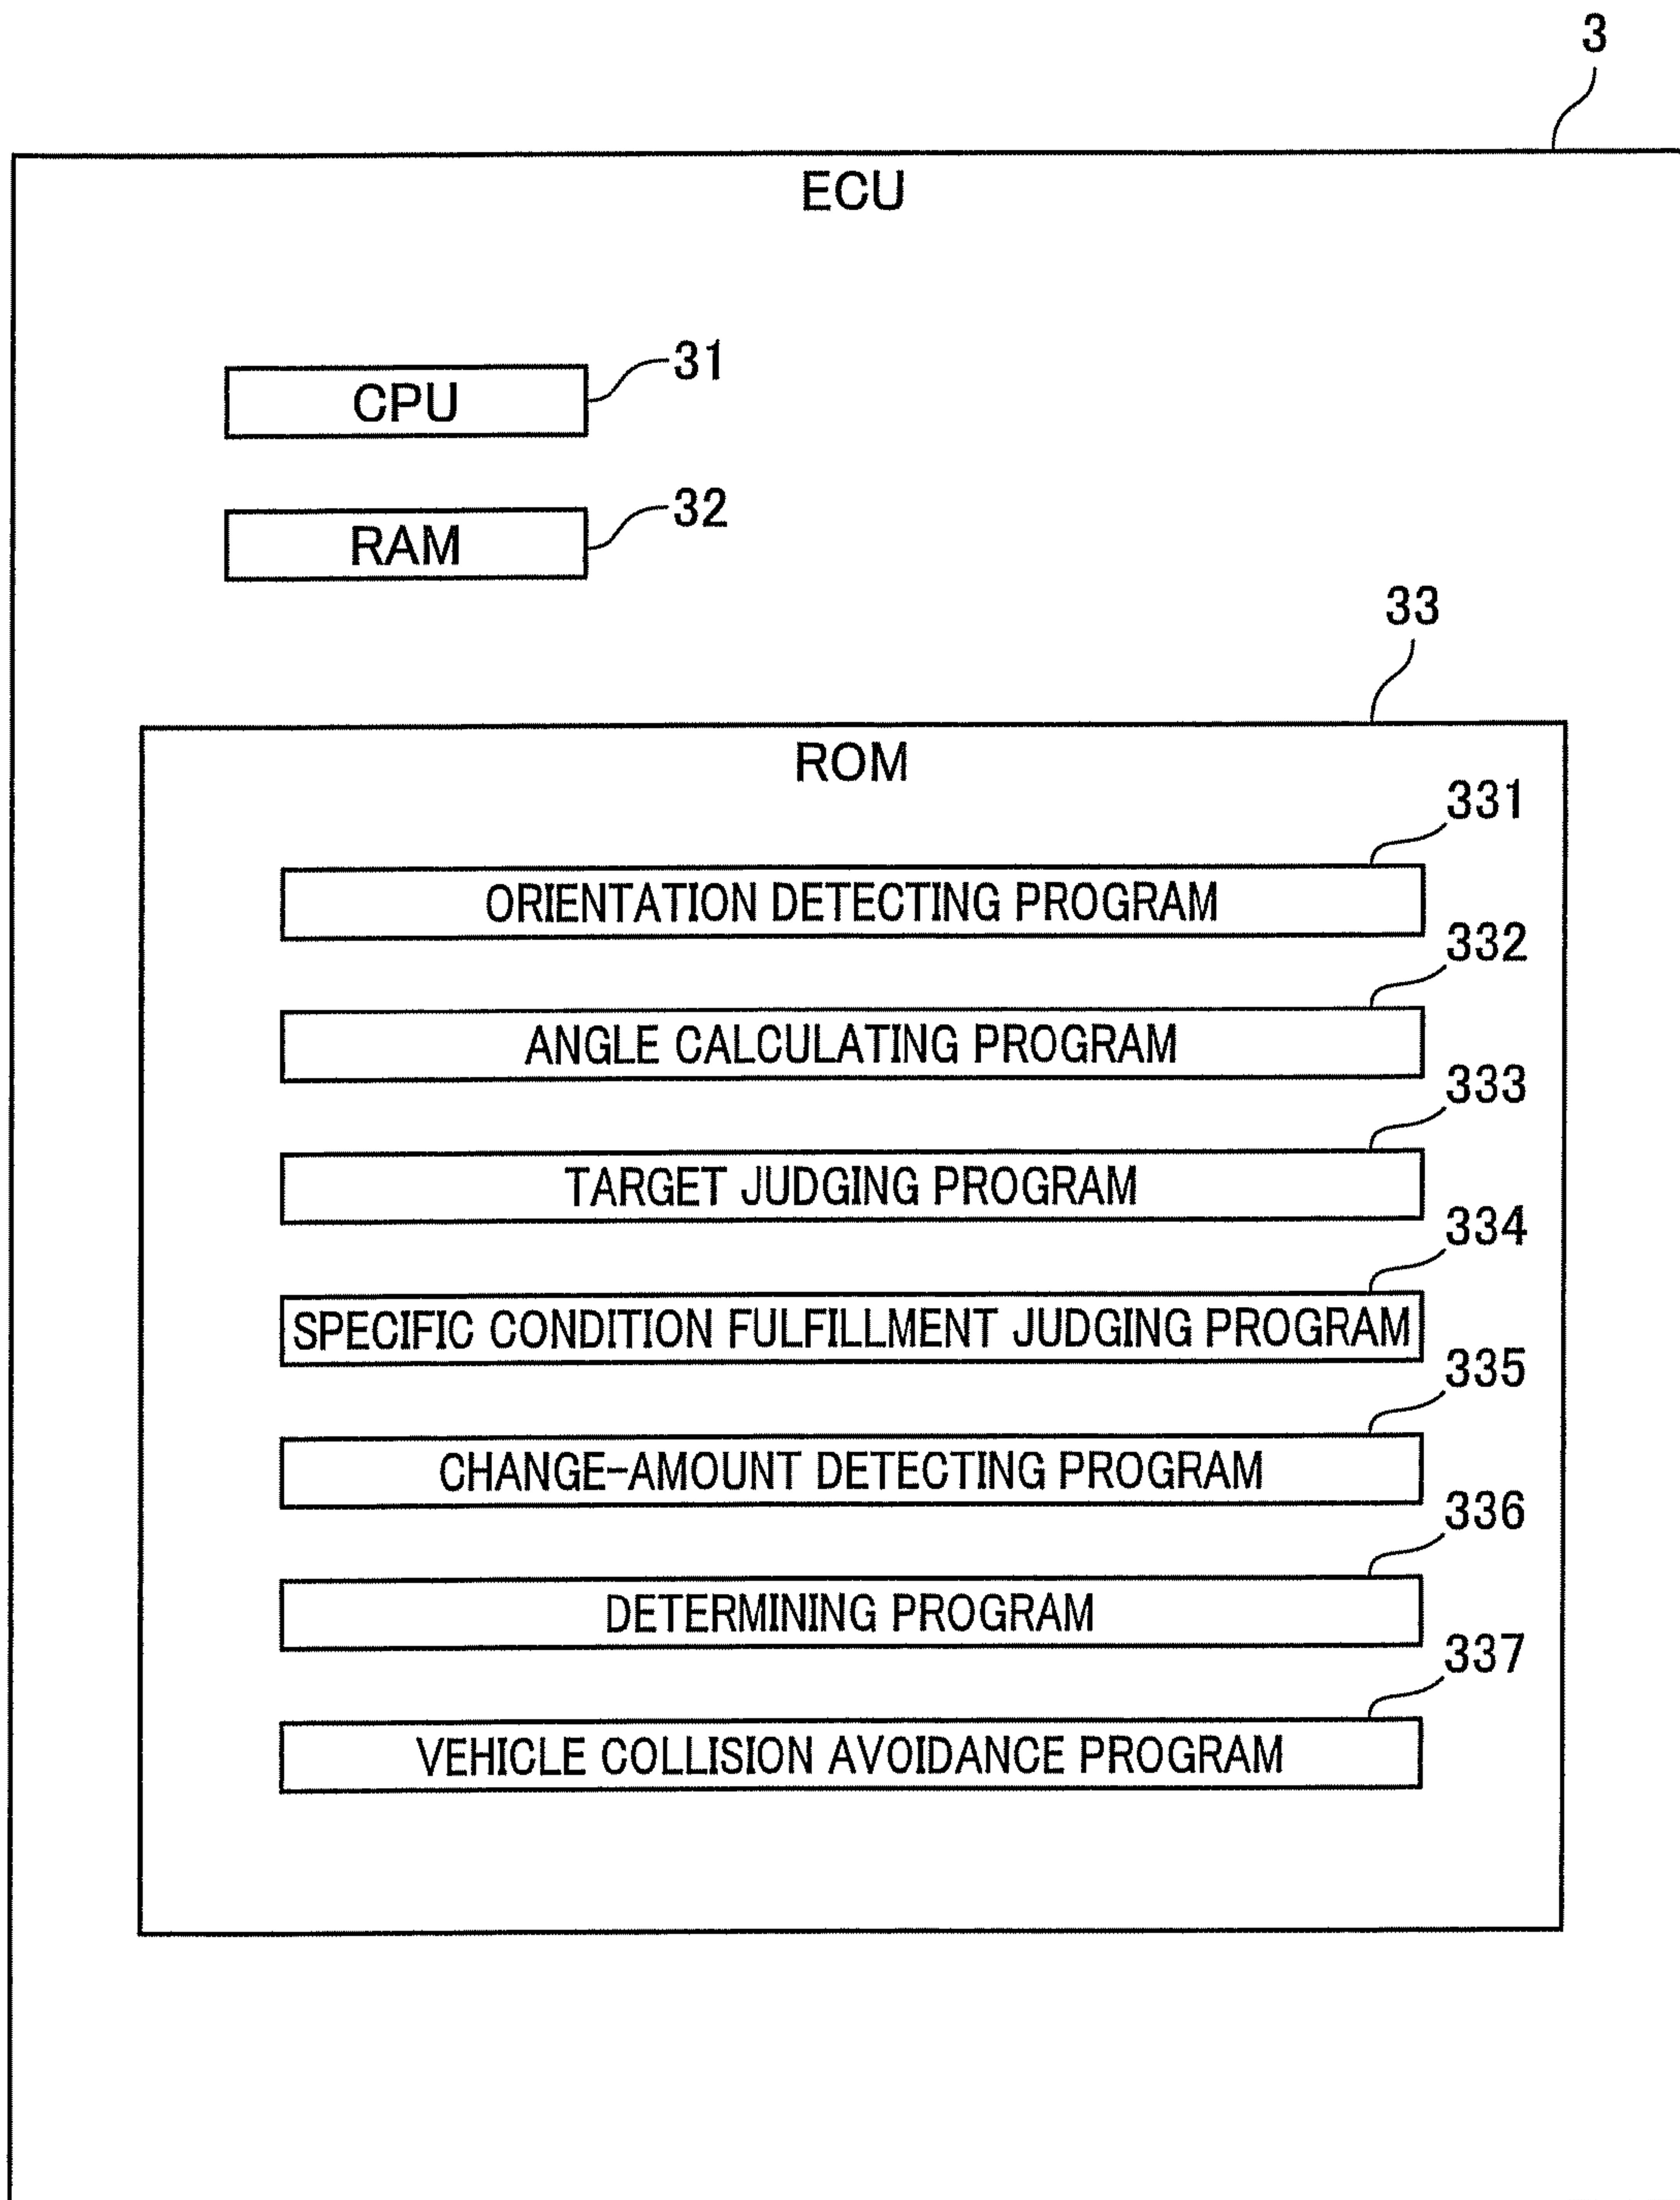 3
ECU
CPU
31
RAM
32
33
ROM
331
ORIENTATION DETECTING PROGRAM
332
ANGLE CALCULATING PROGRAM
333
TARGET JUDGING PROGRAM
334
SPECIFIC CONDITION FULFILLMENT JUDGING PROGRAM
335
CHANGE-AMOUNT DETECTING PROGRAM
336
DETERMINING PROGRAM
337
VEHICLE COLLISION AVOIDANCE PROGRAM